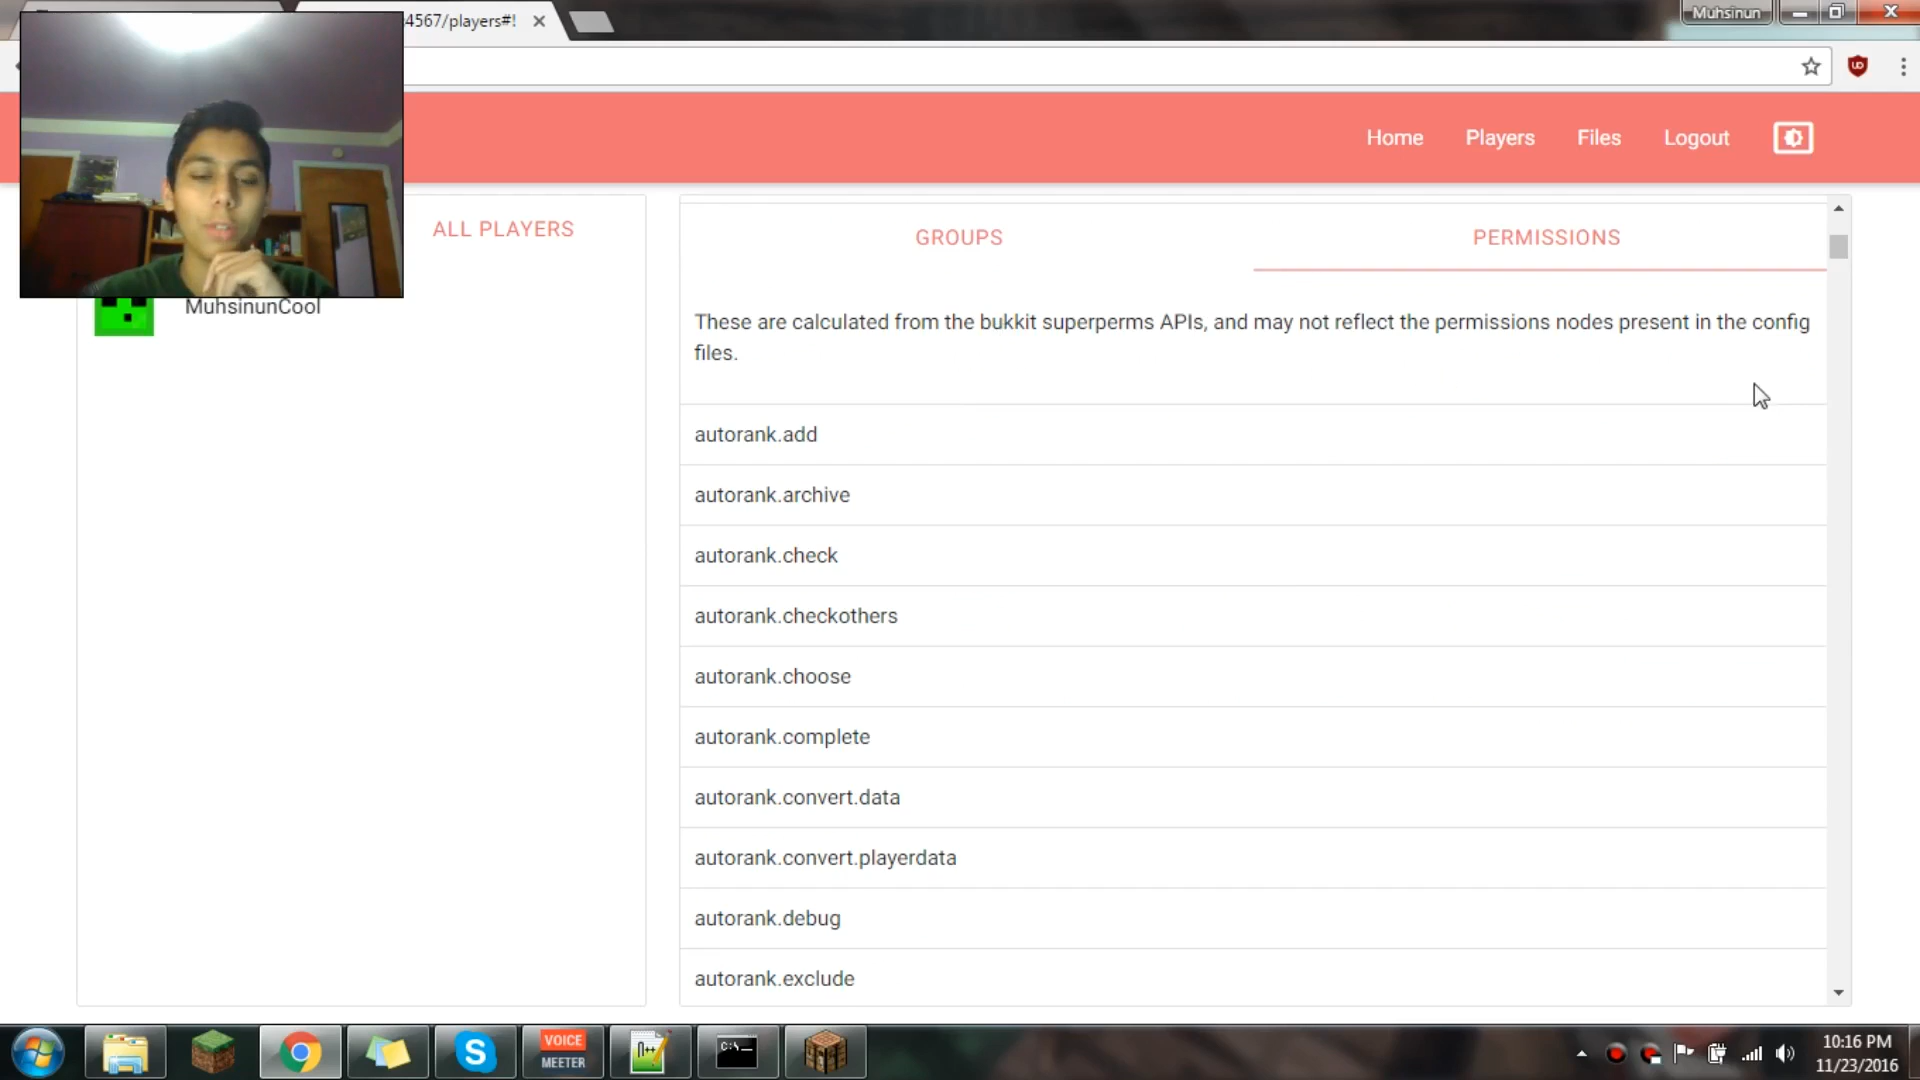 4567/players#!
Muhsinun
Home
Players
Files
Logout
ALL PLAYERS
MuhsinunCool
GROUPS
PERMISSIONS
These are calculated from the bukkit superperms APIs, and may not reflect the permissions nodes present in the config
files.
autorank.add
autorank.archive
autorank.check
autorank.checkothers
autorank.choose
autorank.complete
autorank.convert.data
autorank.convert.playerdata
autorank.debug
autorank.exclude
VOICE
MEETER
C:\
10:16 PM
11/23/2016